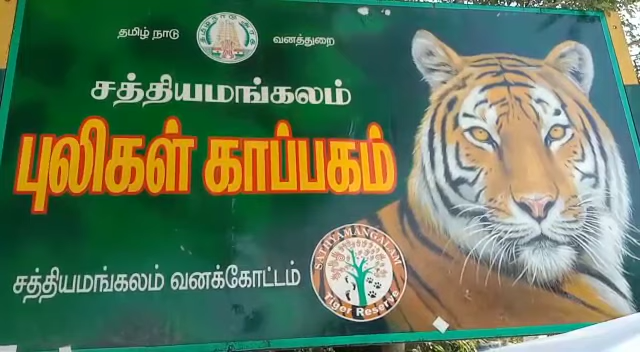 தமிழ் நாடு வனத்துறை
சத்தியமங்கலம்
புலிகள் காப்பகம்
சத்தியமங்கலம் வனக்கோட்டம்
SATHYAMANGALAM
Tiger Reserve